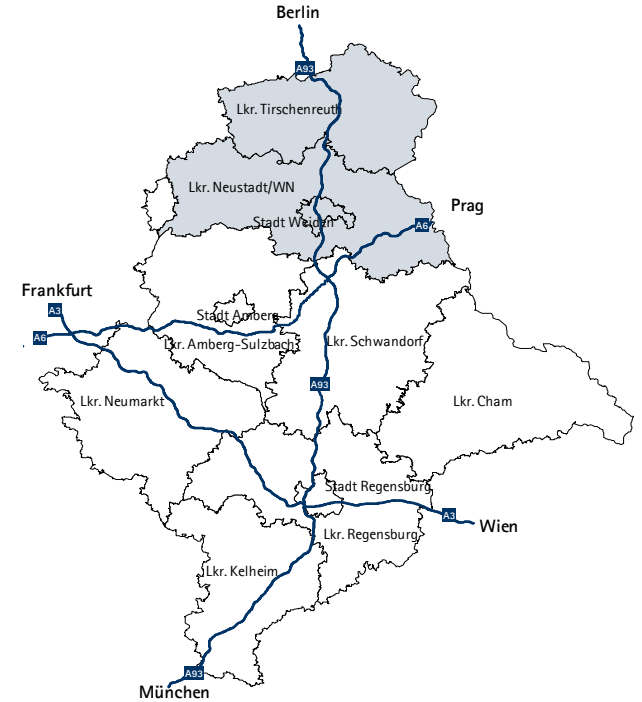 Berlin
A93
Lkr. Tirschenreuth
Lkr. Neustadt/WN
Prag
Stadt Weiden
A6
Frankfurt
A3
Stadt Amberg
A6
Lkr. Amberg-Sulzbach
Lkr. Schwandorf
A93
Lkr. Neumarkt
Lkr. Cham
Stadt Regensburg
A3
Wien
Lkr. Regensburg
Lkr. Kelheim
A93
München